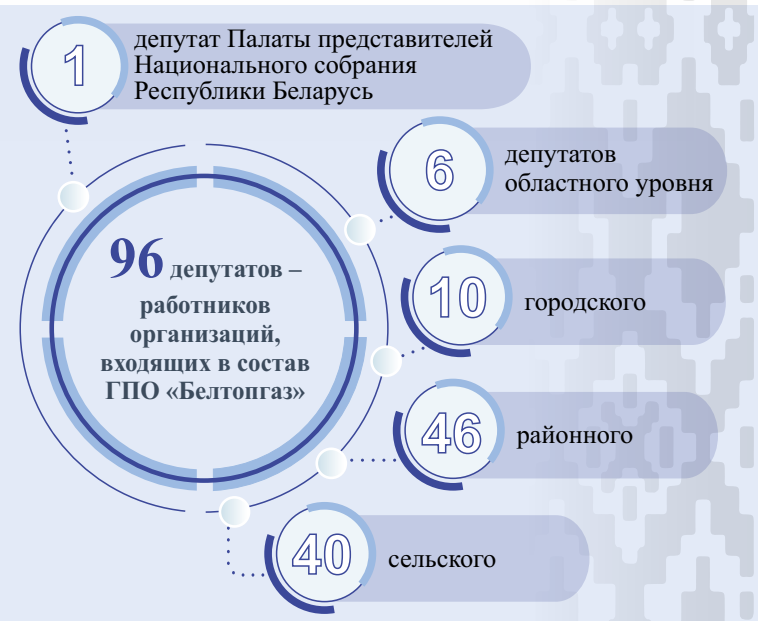 1
депутат Палаты представителей
Национального собрания
Республики Беларусь
6
депутатов
областного уровня
96 депутатов –
работников
организаций,
входящих в состав
ГПО «Белтопгаз»
10
городского
46
районного
40
сельского